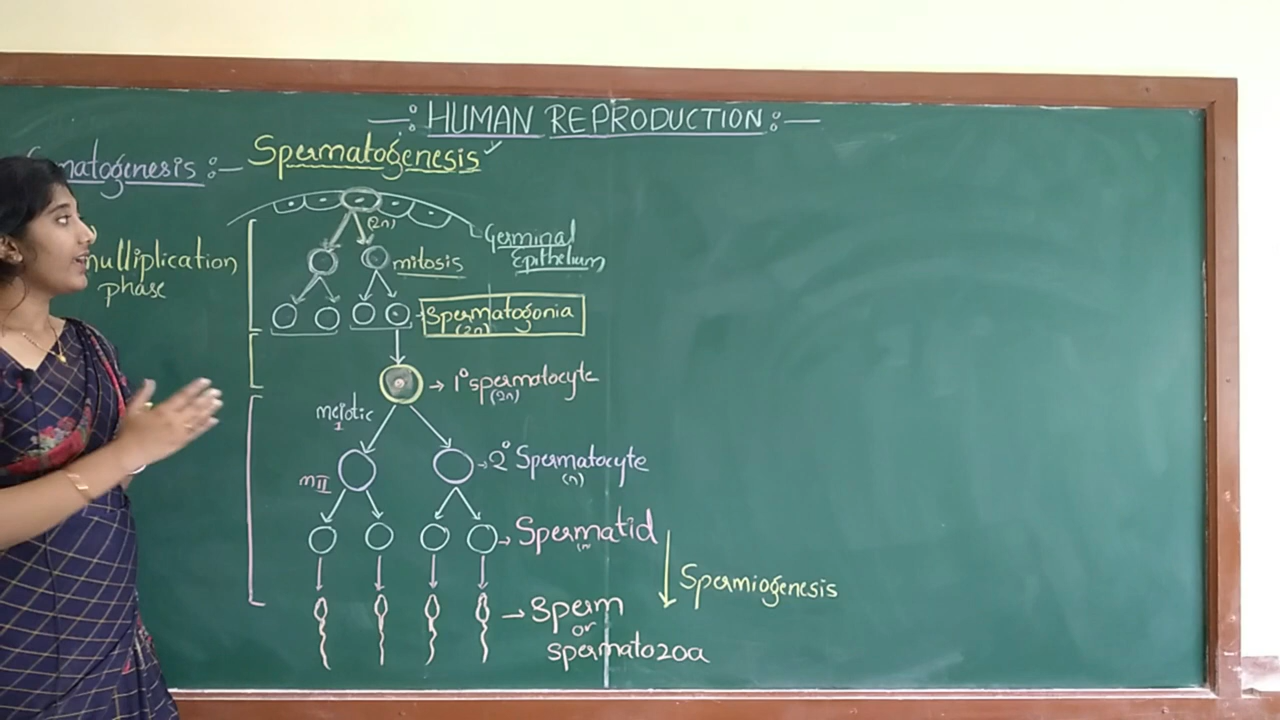 HUMAN REPRODUCTION
matogenesis :- Spermatogenesis
(2n)
Germinal
Epithelium
multiplication
phase
mitosis
Spermatogonia
(2n)
1° spermatocyte
(2n)
meiotic
I
2° Spermatocyte
(n)
mII
Spermatid
(n
Spermiogenesis
Sperm
or
spermatozoa